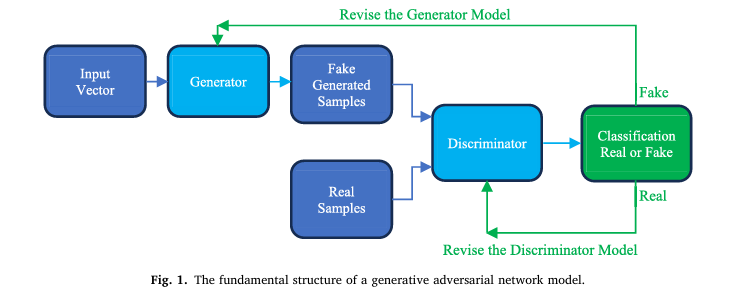 Revise the Generator Model
Input
Vector
Generator
Fake
Generated
Samples
Fake
Discriminator
Classification
Real or Fake
Real
Samples
Real
Revise the Discriminator Model
Fig. 1. The fundamental structure of a generative adversarial network model.